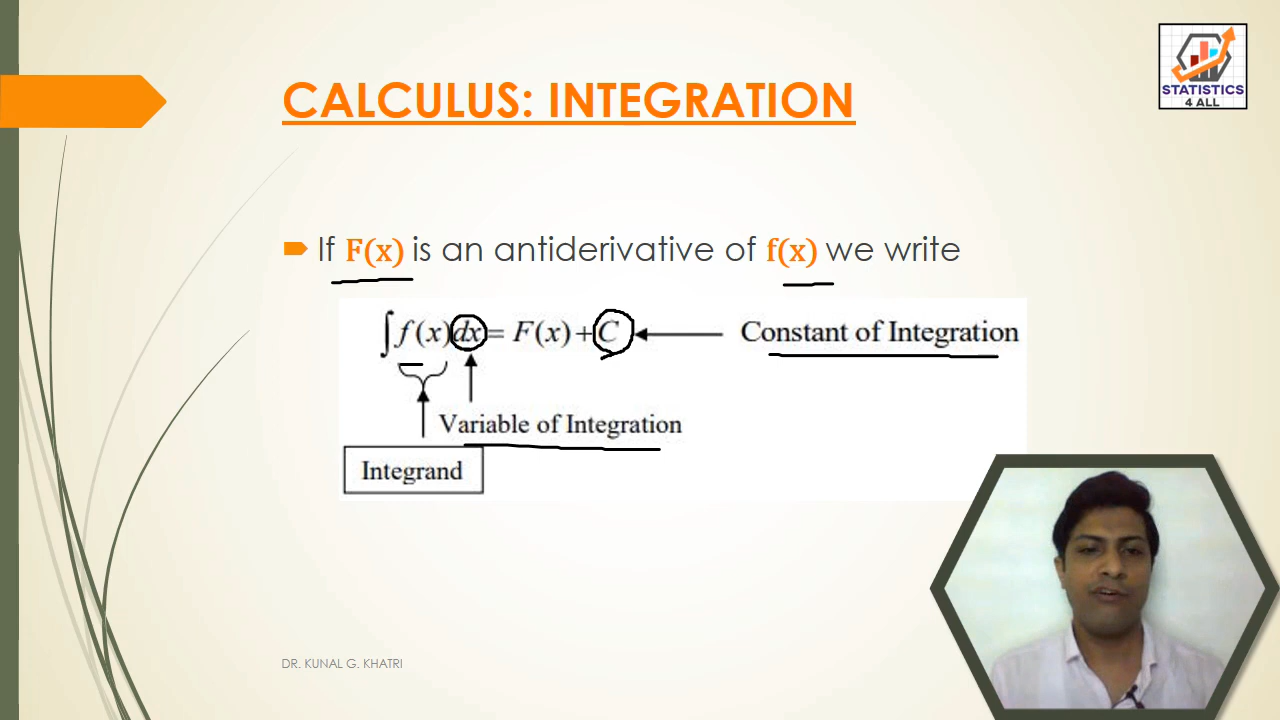 STATISTICS
4 ALL
CALCULUS: INTEGRATION
If F(x) is an antiderivative of f(x) we write
∫ f(x)dx = F(x) + C Constant of Integration
Variable of Integration
Integrand
DR. KUNAL G. KHATRI